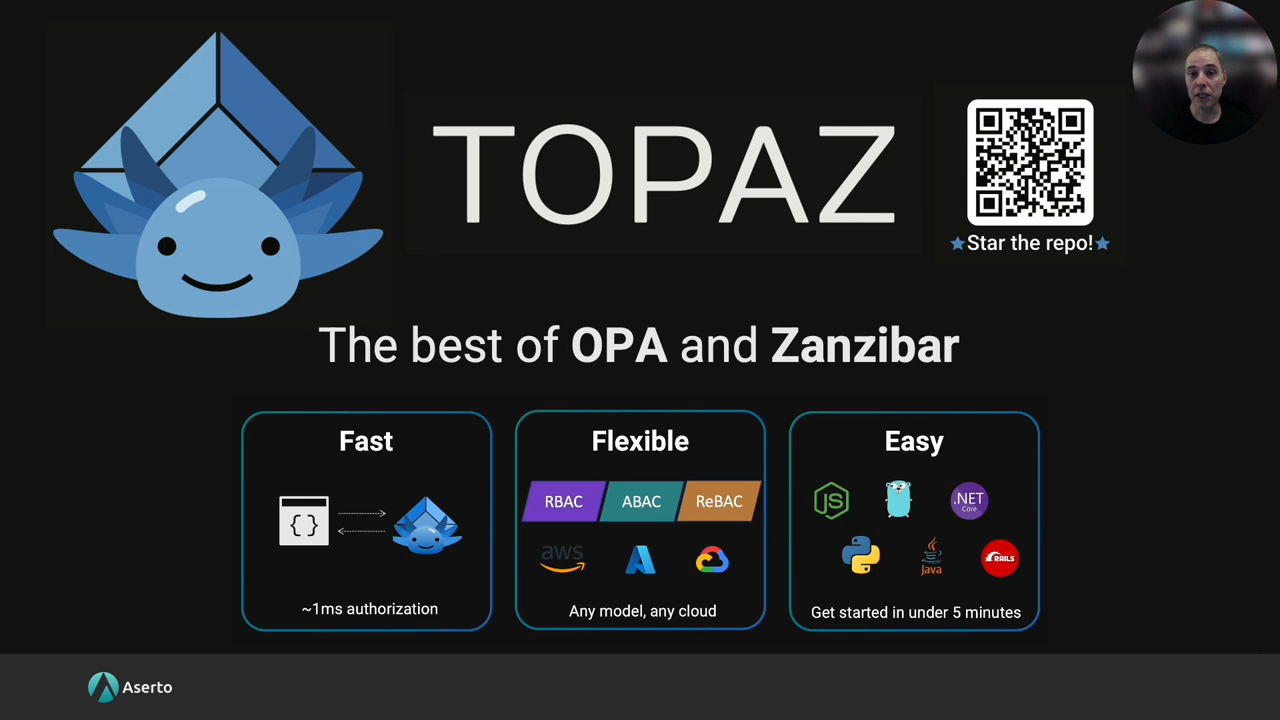 TOPAZ
Star the repo!
The best of OPA and Zanzibar
Fast
{}
~1ms authorization
Flexible
RBAC ABAC ReBAC
aws
Any model, any cloud
Easy
JS
.NET
Core
Java
RAILS
Get started in under 5 minutes
Aserto